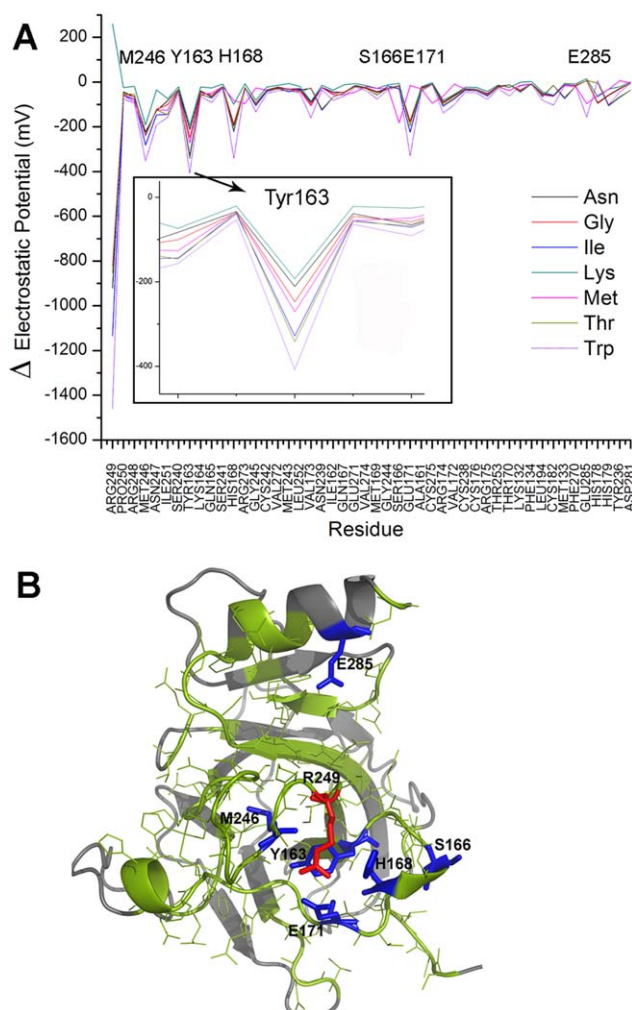 A
M246 Y163 H168 S166 E171 E285
200
0
-200
-400
-600
-800
-1000
-1200
-1400
-1600
Δ Electrostatic Potential (mV)
Tyr163
0
-200
-400
Asn
Gly
Ile
Lys
Met
Thr
Trp
ARG249
PRO250
ARG248
MET246
ASN247
ILE251
SER240
TYR163
LYS164
GLN165
SER241
HIS168
ARG273
GLY245
CYS242
VAL272
MET243
LEU252
VAL173
ASN239
ILE162
GLN167
GLU271
VAL274
MET169
GLY244
SER166
GLU171
ALA161
CYS275
ARG174
VAL172
CYS238
CYS176
ARG175
THR253
THR170
LYS132
PHE134
LEU194
CYS182
MET133
PHE270
GLU285
HIS178
HIS179
TYR236
ASP281
Residue
B
E285
R249
M246
S166
Y163
H168
E171